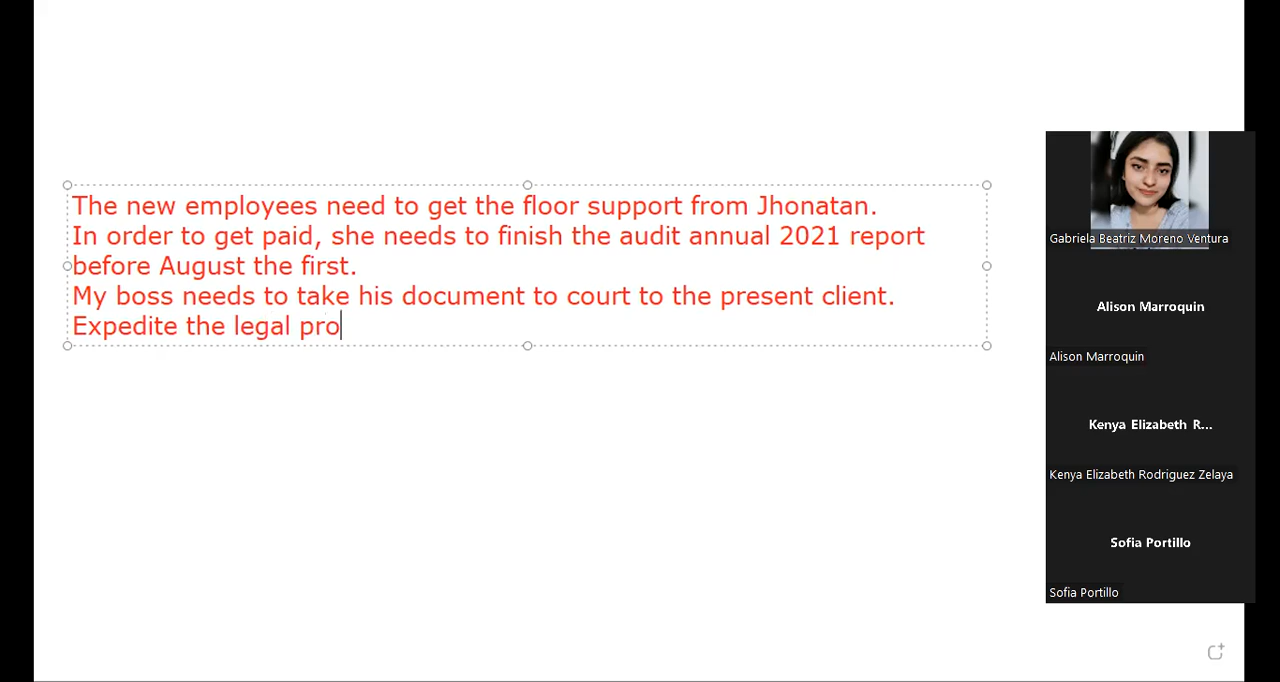 The new employees need to get the floor support from Jhonatan.
In order to get paid, she needs to finish the audit annual 2021 report
before August the first.
My boss needs to take his document to court to the present client.
Expedite the legal pro
Gabriela Beatriz Moreno Ventura
Alison Marroquin
Alison Marroquin
Kenya Elizabeth R...
Kenya Elizabeth Rodriguez Zelaya
Sofia Portillo
Sofia Portillo